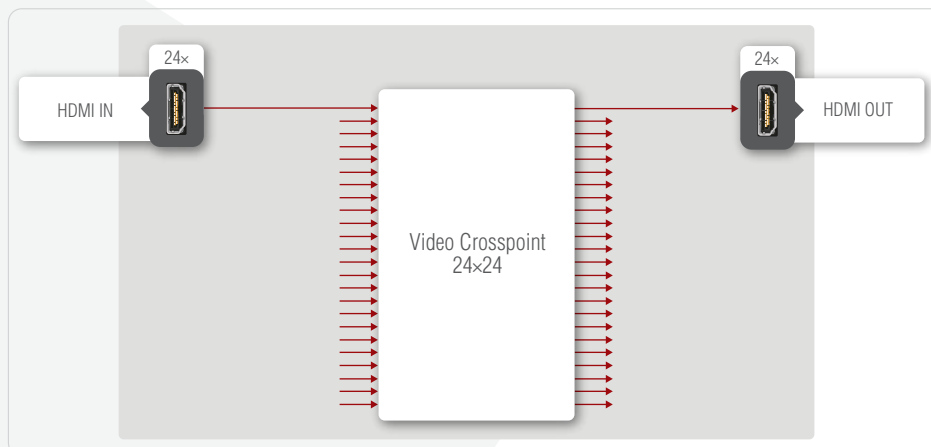 24×
24×
HDMI IN
HDMI OUT
Video Crosspoint
24×24